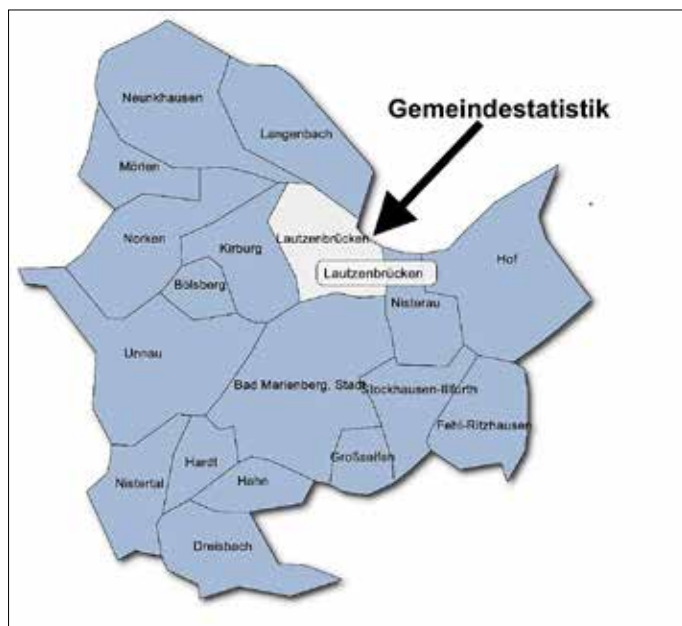 Neunkhausen
Langenbach
Gemeindestatistik
Mörlen
Norken
Kirburg
Lautzenbrücken
Hof
Lautzenbrücken
Bölsberg
Nisterau
Unnau
Bad Marienberg, Stadt
Stockhausen-Illfurth
Fehl-Ritzhausen
Großseifen
Hardt
Nistertal
Hahn
Dreisbach